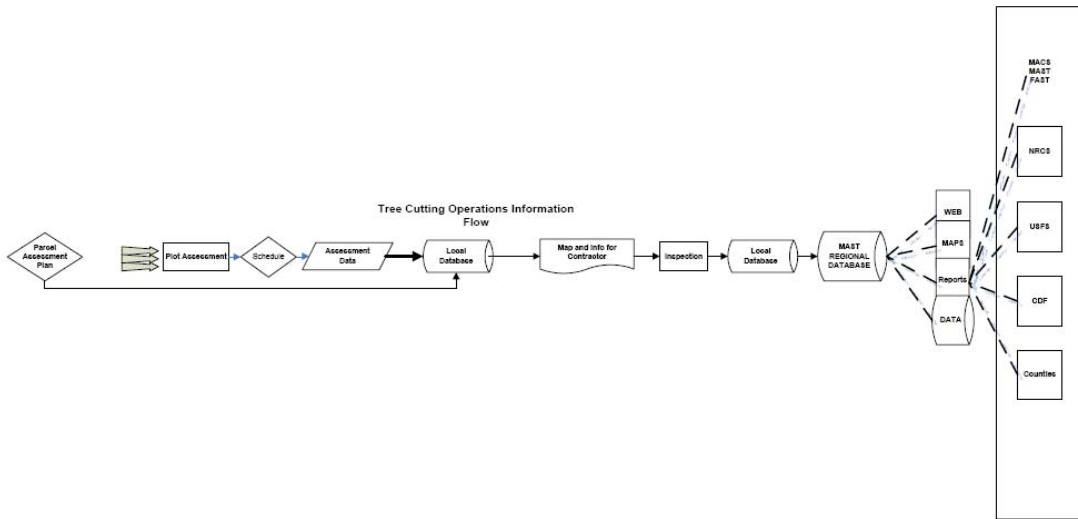 Tree Cutting Operations Information
Flow
Parcel
Assessment
Plan
Plot Assessment
Schedule
Assessment
Data
Local
Database
Map and Info for
Contractor
Inspection
Local
Database
MAST
REGIONAL
DATABASE
WEB
MAPS
Reports
DATA
MACS
MAST
FAST
NRCS
USFS
CDF
Counties